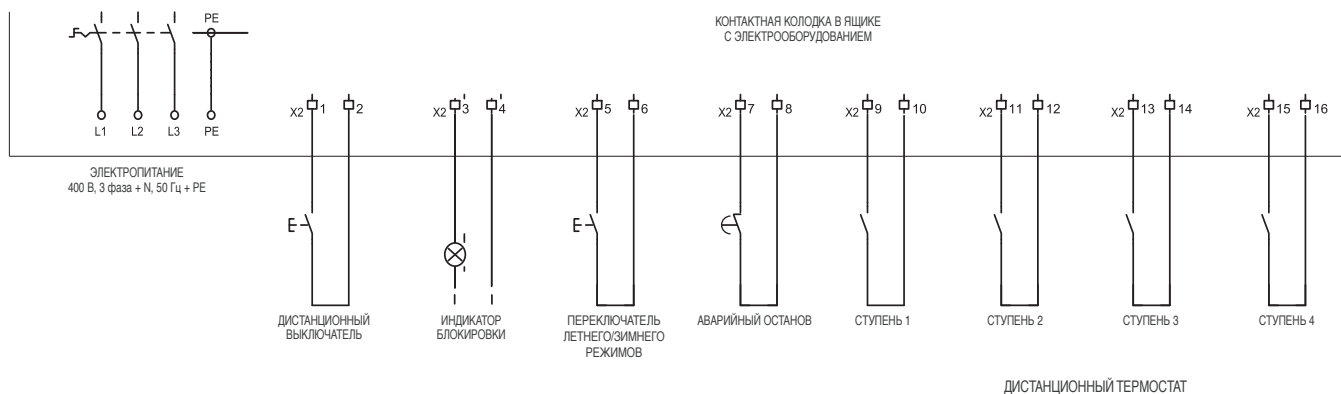 PE
КОНТАКТНАЯ КОЛОДКА В ЯЩИКЕ
С ЭЛЕКТРООБОРУДОВАНИЕМ
X2 1 2 X2 3 4 X2 5 6 X2 7 8 X2 9 10 X2 11 12 X2 13 14 X2 15 16
L1 L2 L3 PE
ЭЛЕКТРОПИТАНИЕ
400 В, 3 фаза + N, 50 Гц + PE
ДИСТАНЦИОННЫЙ
ВЫКЛЮЧАТЕЛЬ
ИНДИКАТОР
БЛОКИРОВКИ
ПЕРЕКЛЮЧАТЕЛЬ
ЛЕТНЕГО/ЗИМНЕГО
РЕЖИМОВ
АВАРИЙНЫЙ ОСТАНОВ
СТУПЕНЬ 1
СТУПЕНЬ 2
СТУПЕНЬ 3
СТУПЕНЬ 4
ДИСТАНЦИОННЫЙ ТЕРМОСТАТ